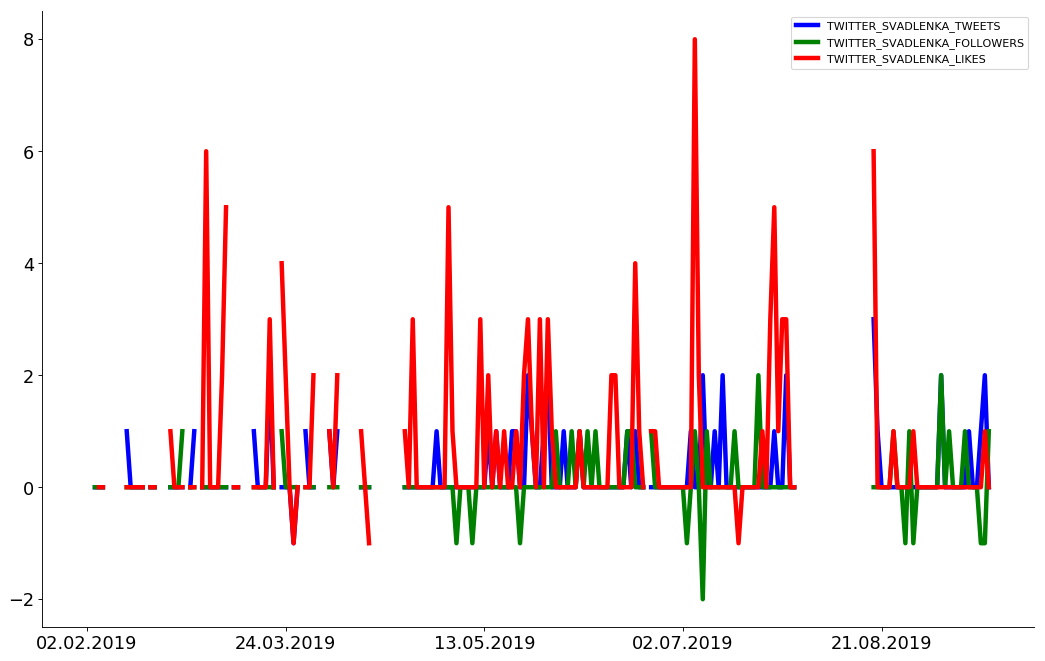 TWITTER_SVADLENKA_TWEETS
TWITTER_SVADLENKA_FOLLOWERS
TWITTER_SVADLENKA_LIKES
8
6
4
2
0
−2
02.02.2019 24.03.2019 13.05.2019 02.07.2019 21.08.2019